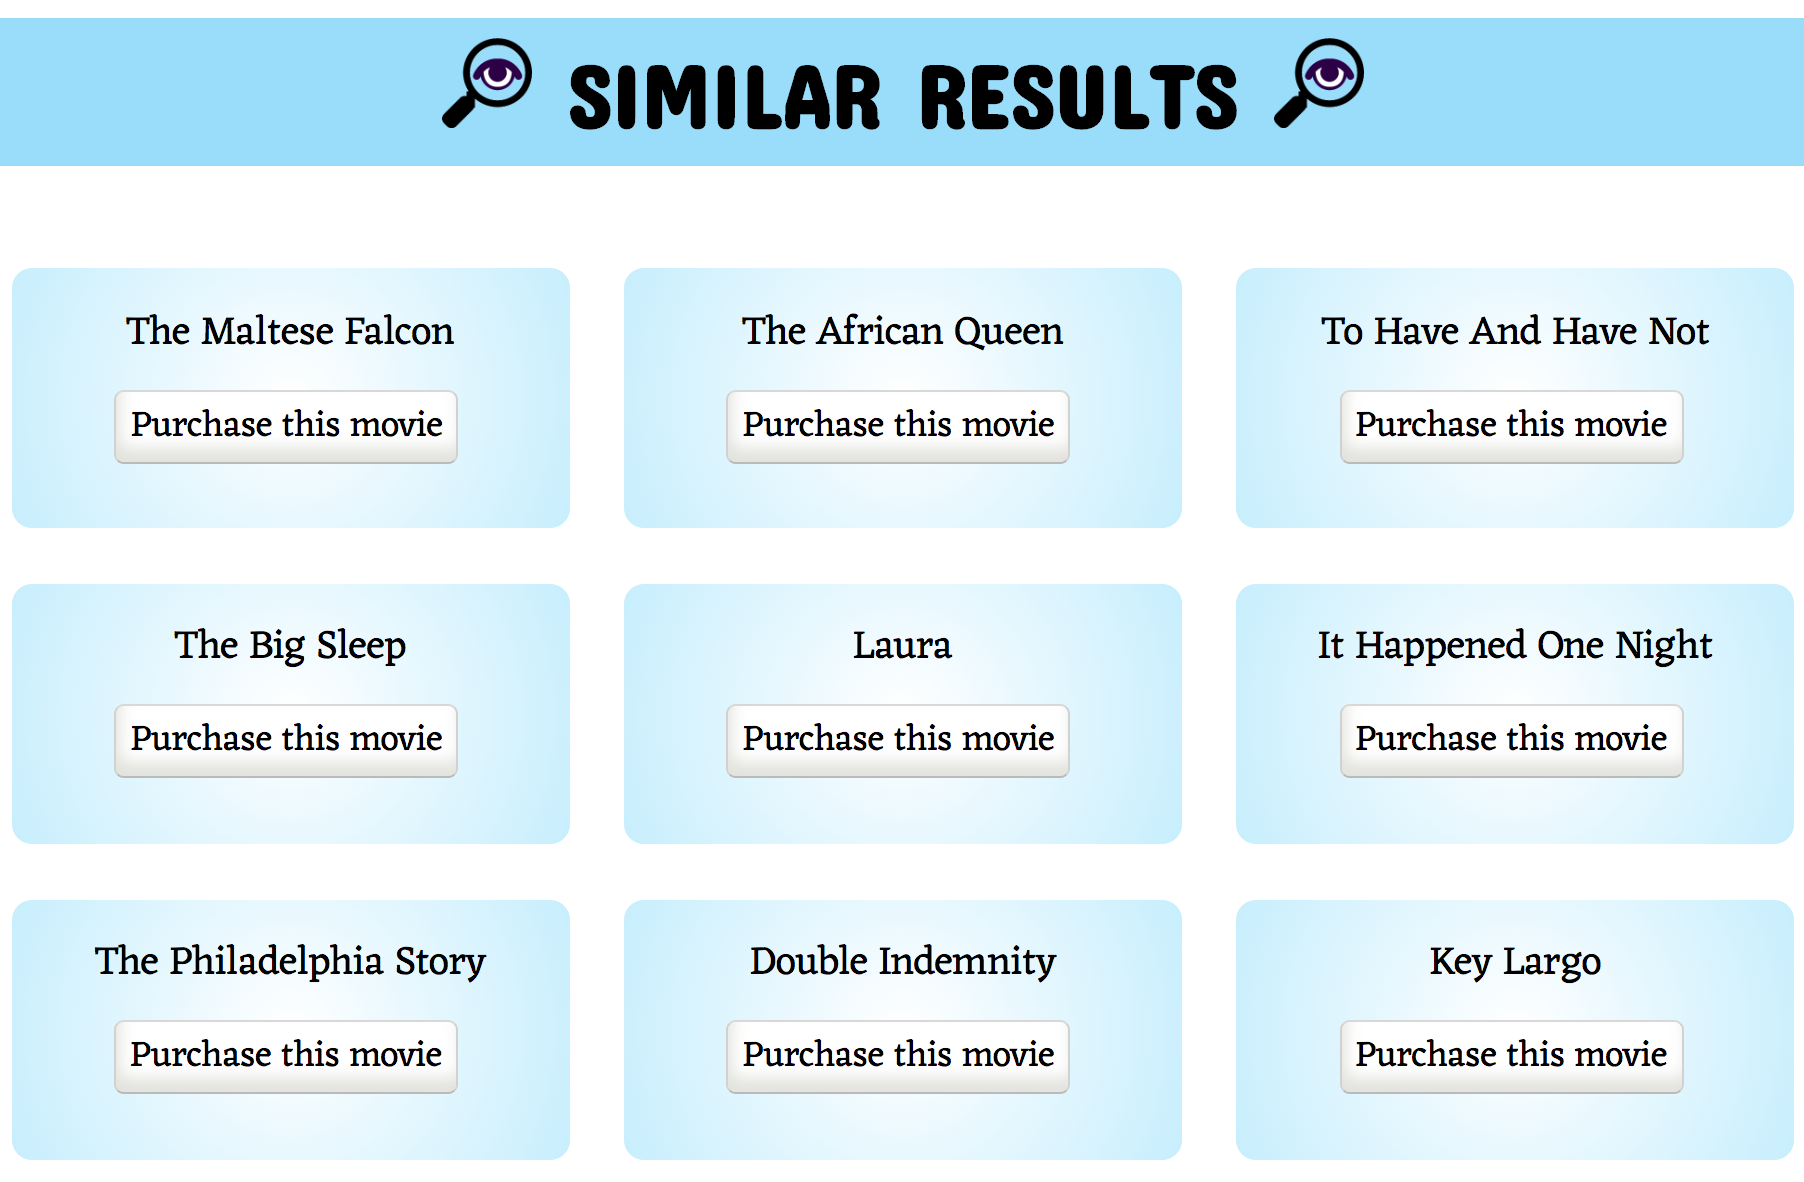 SIMILAR RESULTS
The Maltese Falcon
Purchase this movie
The African Queen
Purchase this movie
To Have And Have Not
Purchase this movie
The Big Sleep
Purchase this movie
Laura
Purchase this movie
It Happened One Night
Purchase this movie
The Philadelphia Story
Purchase this movie
Double Indemnity
Purchase this movie
Key Largo
Purchase this movie